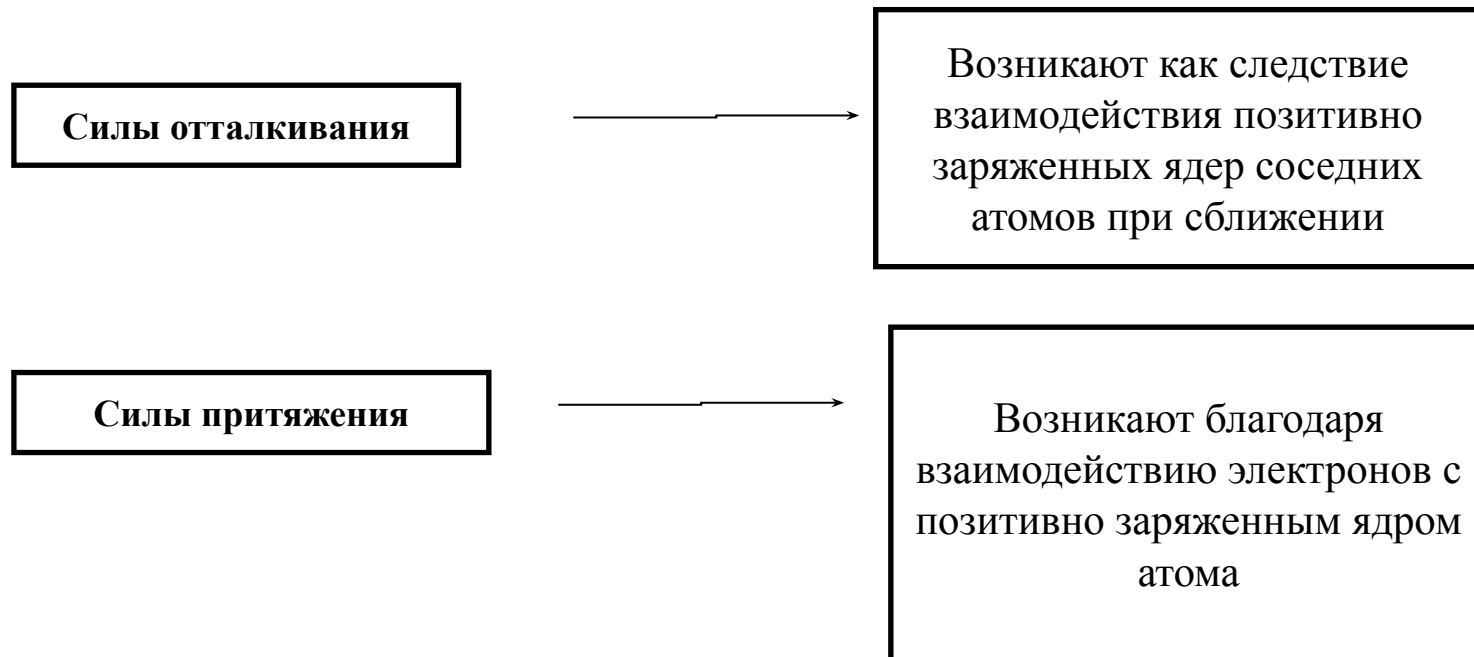 Силы отталкивания
Возникают как следствие
взаимодействия позитивно
заряженных ядер соседних
атомов при сближении
Силы притяжения
Возникают благодаря
взаимодействию электронов с
позитивно заряженным ядром
атома